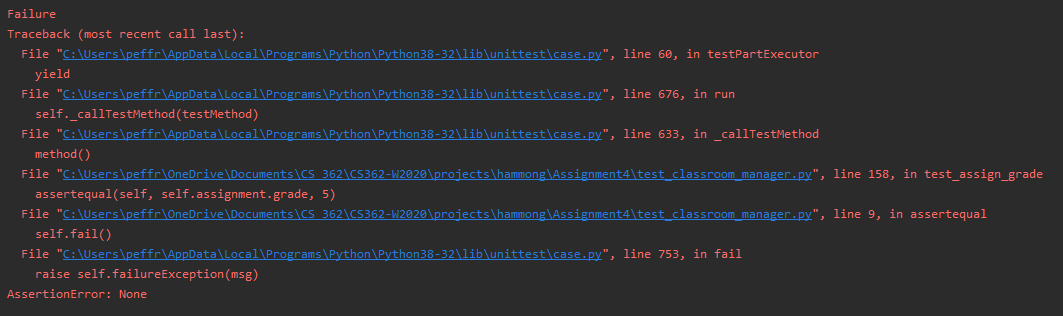 Failure
Traceback (most recent call last):
  File "C:\Users\peffr\AppData\Local\Programs\Python\Python38-32\lib\unittest\case.py", line 60, in testPartExecutor
    yield
  File "C:\Users\peffr\AppData\Local\Programs\Python\Python38-32\lib\unittest\case.py", line 676, in run
    self._callTestMethod(testMethod)
  File "C:\Users\peffr\AppData\Local\Programs\Python\Python38-32\lib\unittest\case.py", line 633, in _callTestMethod
    method()
  File "C:\Users\peffr\OneDrive\Documents\CS 362\CS362-W2020\projects\hammong\Assignment4\test_classroom_manager.py", line 158, in test_assign_grade
    assertequal(self, self.assignment.grade, 5)
  File "C:\Users\peffr\OneDrive\Documents\CS 362\CS362-W2020\projects\hammong\Assignment4\test_classroom_manager.py", line 9, in assertequal
    self.fail()
  File "C:\Users\peffr\AppData\Local\Programs\Python\Python38-32\lib\unittest\case.py", line 753, in fail
    raise self.failureException(msg)
AssertionError: None